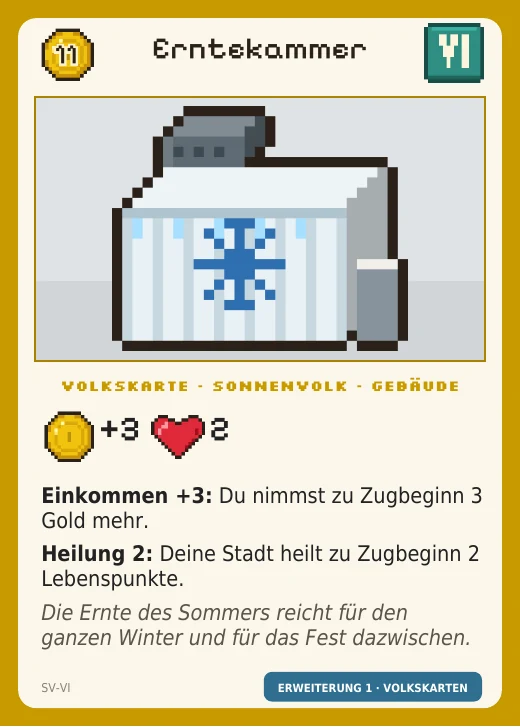 11
Erntekammer
VI
VOLKSKARTE · SONNENVOLK · GEBÄUDE
+3 2
Einkommen +3: Du nimmst zu Zugbeginn 3
Gold mehr.
Heilung 2: Deine Stadt heilt zu Zugbeginn 2
Lebenspunkte.
Die Ernte des Sommers reicht für den
ganzen Winter und für das Fest dazwischen.
SV-VI
ERWEITERUNG 1 · VOLKSKARTEN